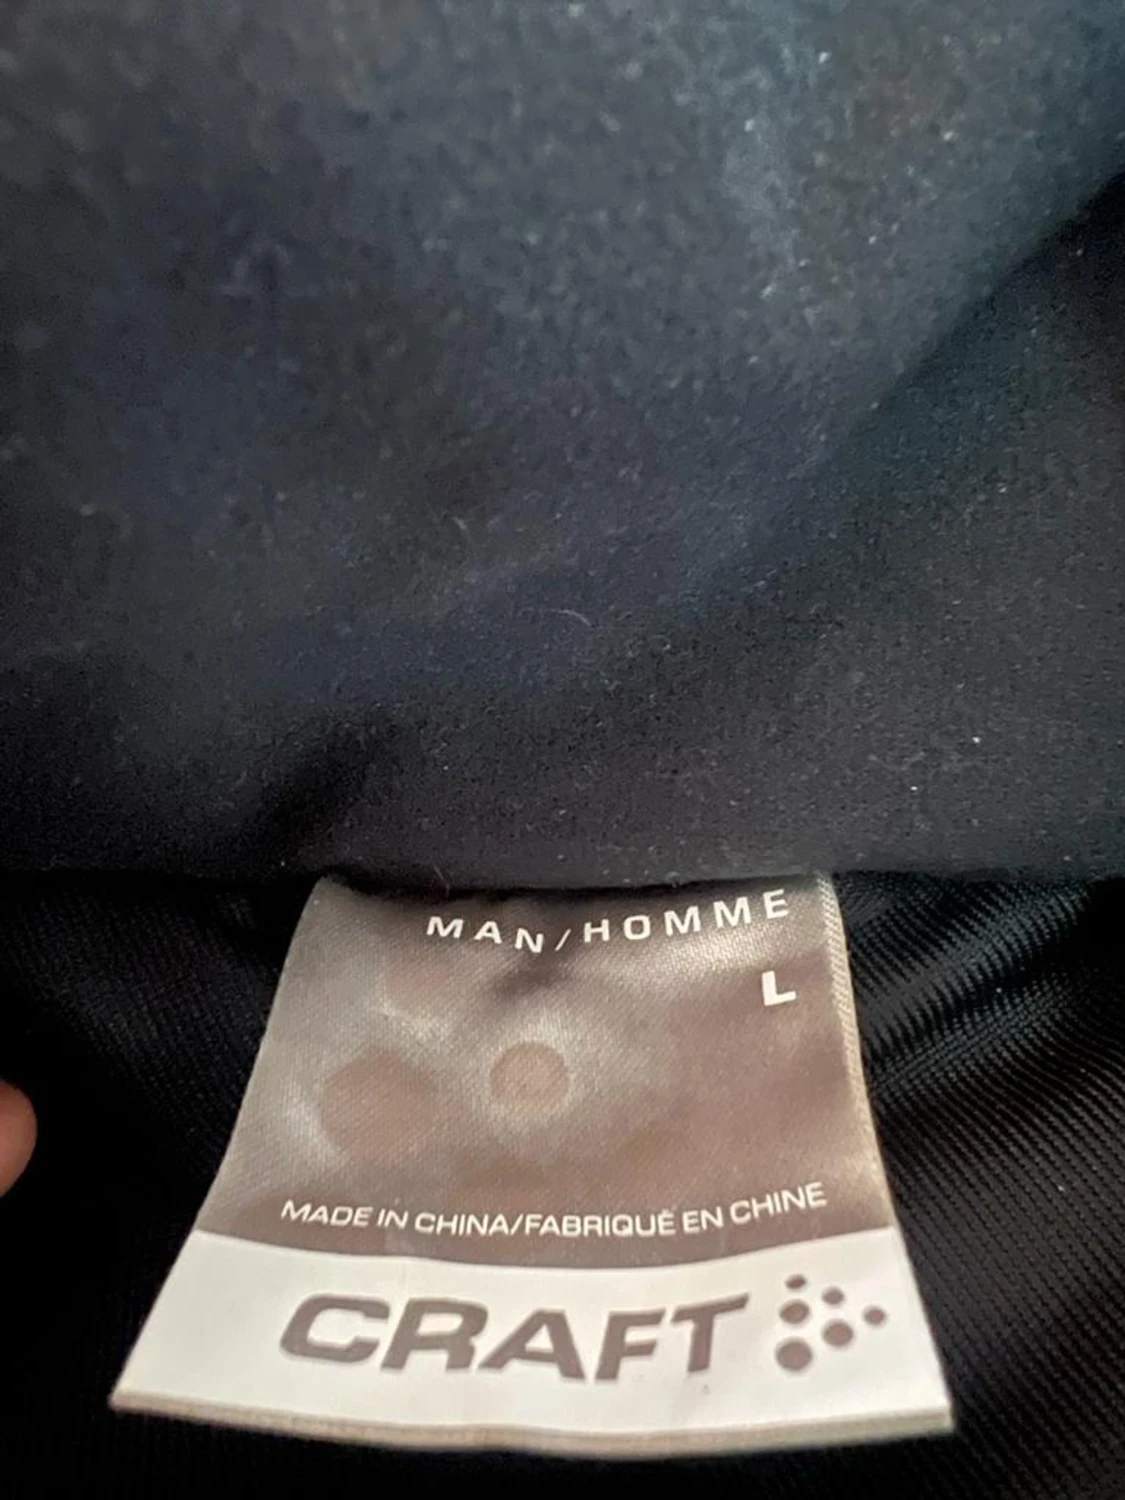 MAN/HOMME
L
MADE IN CHINA/FABRIQUÉ EN CHINE
CRAFT